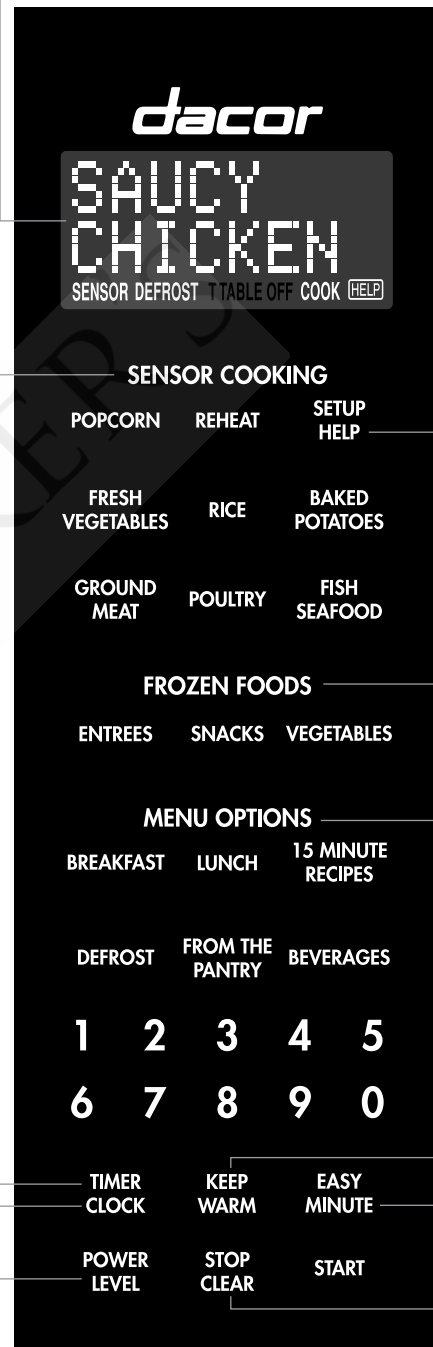 dacor
SAUCY
CHICKEN
SENSOR DEFROST T TABLE OFF COOK HELP
SENSOR COOKING
POPCORN REHEAT SETUP HELP
FRESH VEGETABLES RICE BAKED POTATOES
GROUND MEAT POULTRY FISH SEAFOOD
FROZEN FOODS
ENTREES SNACKS VEGETABLES
MENU OPTIONS
BREAKFAST LUNCH 15 MINUTE RECIPES
DEFROST FROM THE PANTRY BEVERAGES
1 2 3 4 5
6 7 8 9 0
TIMER CLOCK KEEP WARM EASY MINUTE
POWER LEVEL STOP CLEAR START